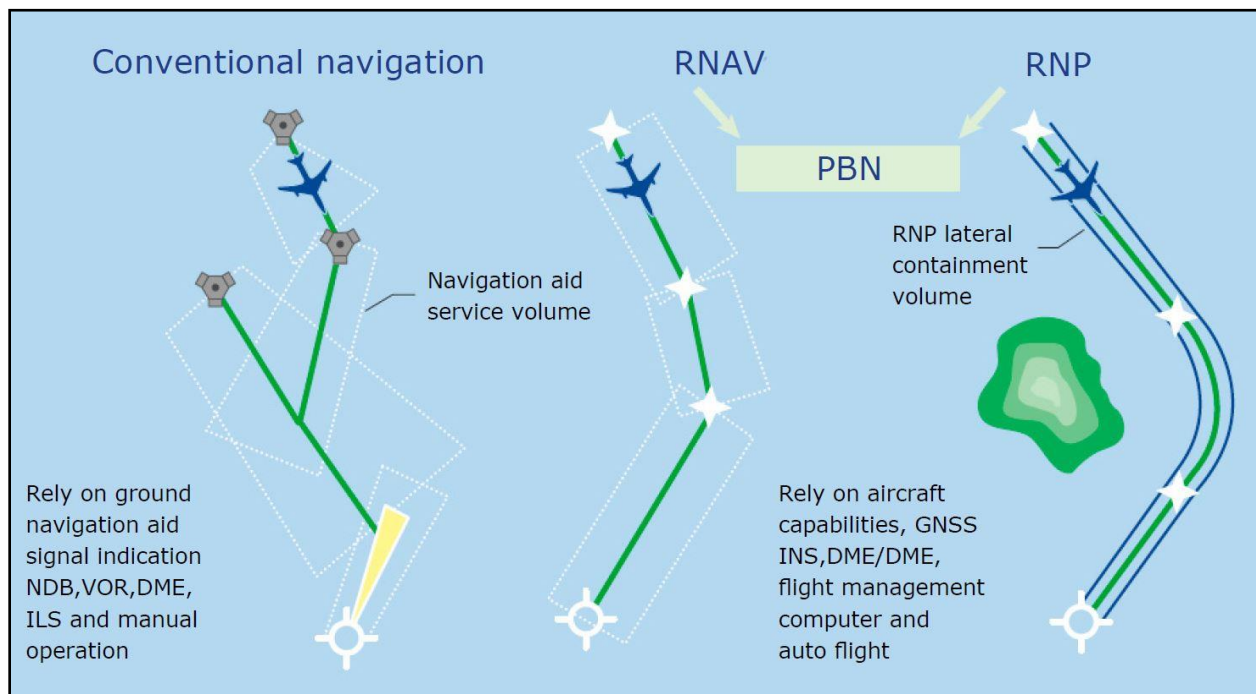 Conventional navigation
RNAV
RNP
PBN
Navigation aid
service volume
RNP lateral
containment
volume
Rely on ground
navigation aid
signal indication
NDB,VOR,DME,
ILS and manual
operation
Rely on aircraft
capabilities, GNSS
INS,DME/DME,
flight management
computer and
auto flight